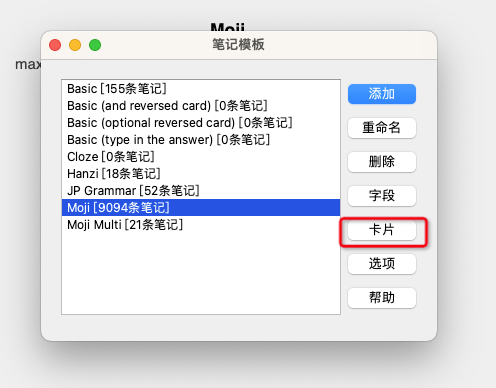 Moji
笔记模板
max
Basic [155条笔记]
Basic (and reversed card) [0条笔记]
Basic (optional reversed card) [0条笔记]
Basic (type in the answer) [0条笔记]
Cloze [0条笔记]
Hanzi [18条笔记]
JP Grammar [52条笔记]
Moji [9094条笔记]
Moji Multi [21条笔记]
添加
重命名
删除
字段
卡片
选项
帮助